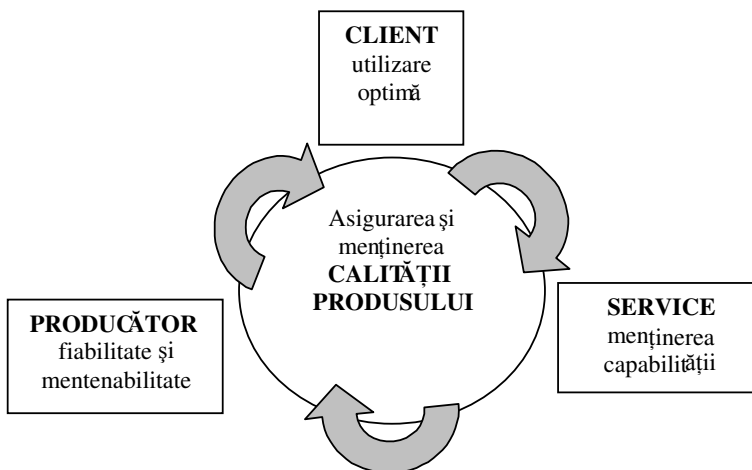 CLIENT
utilizare
optimă
Asigurarea şi
menţinerea
CALITĂŢII
PRODUSULUI
PRODUCĂTOR
fiabilitate şi
mentenabilitate
SERVICE
menţinerea
capabilităţii